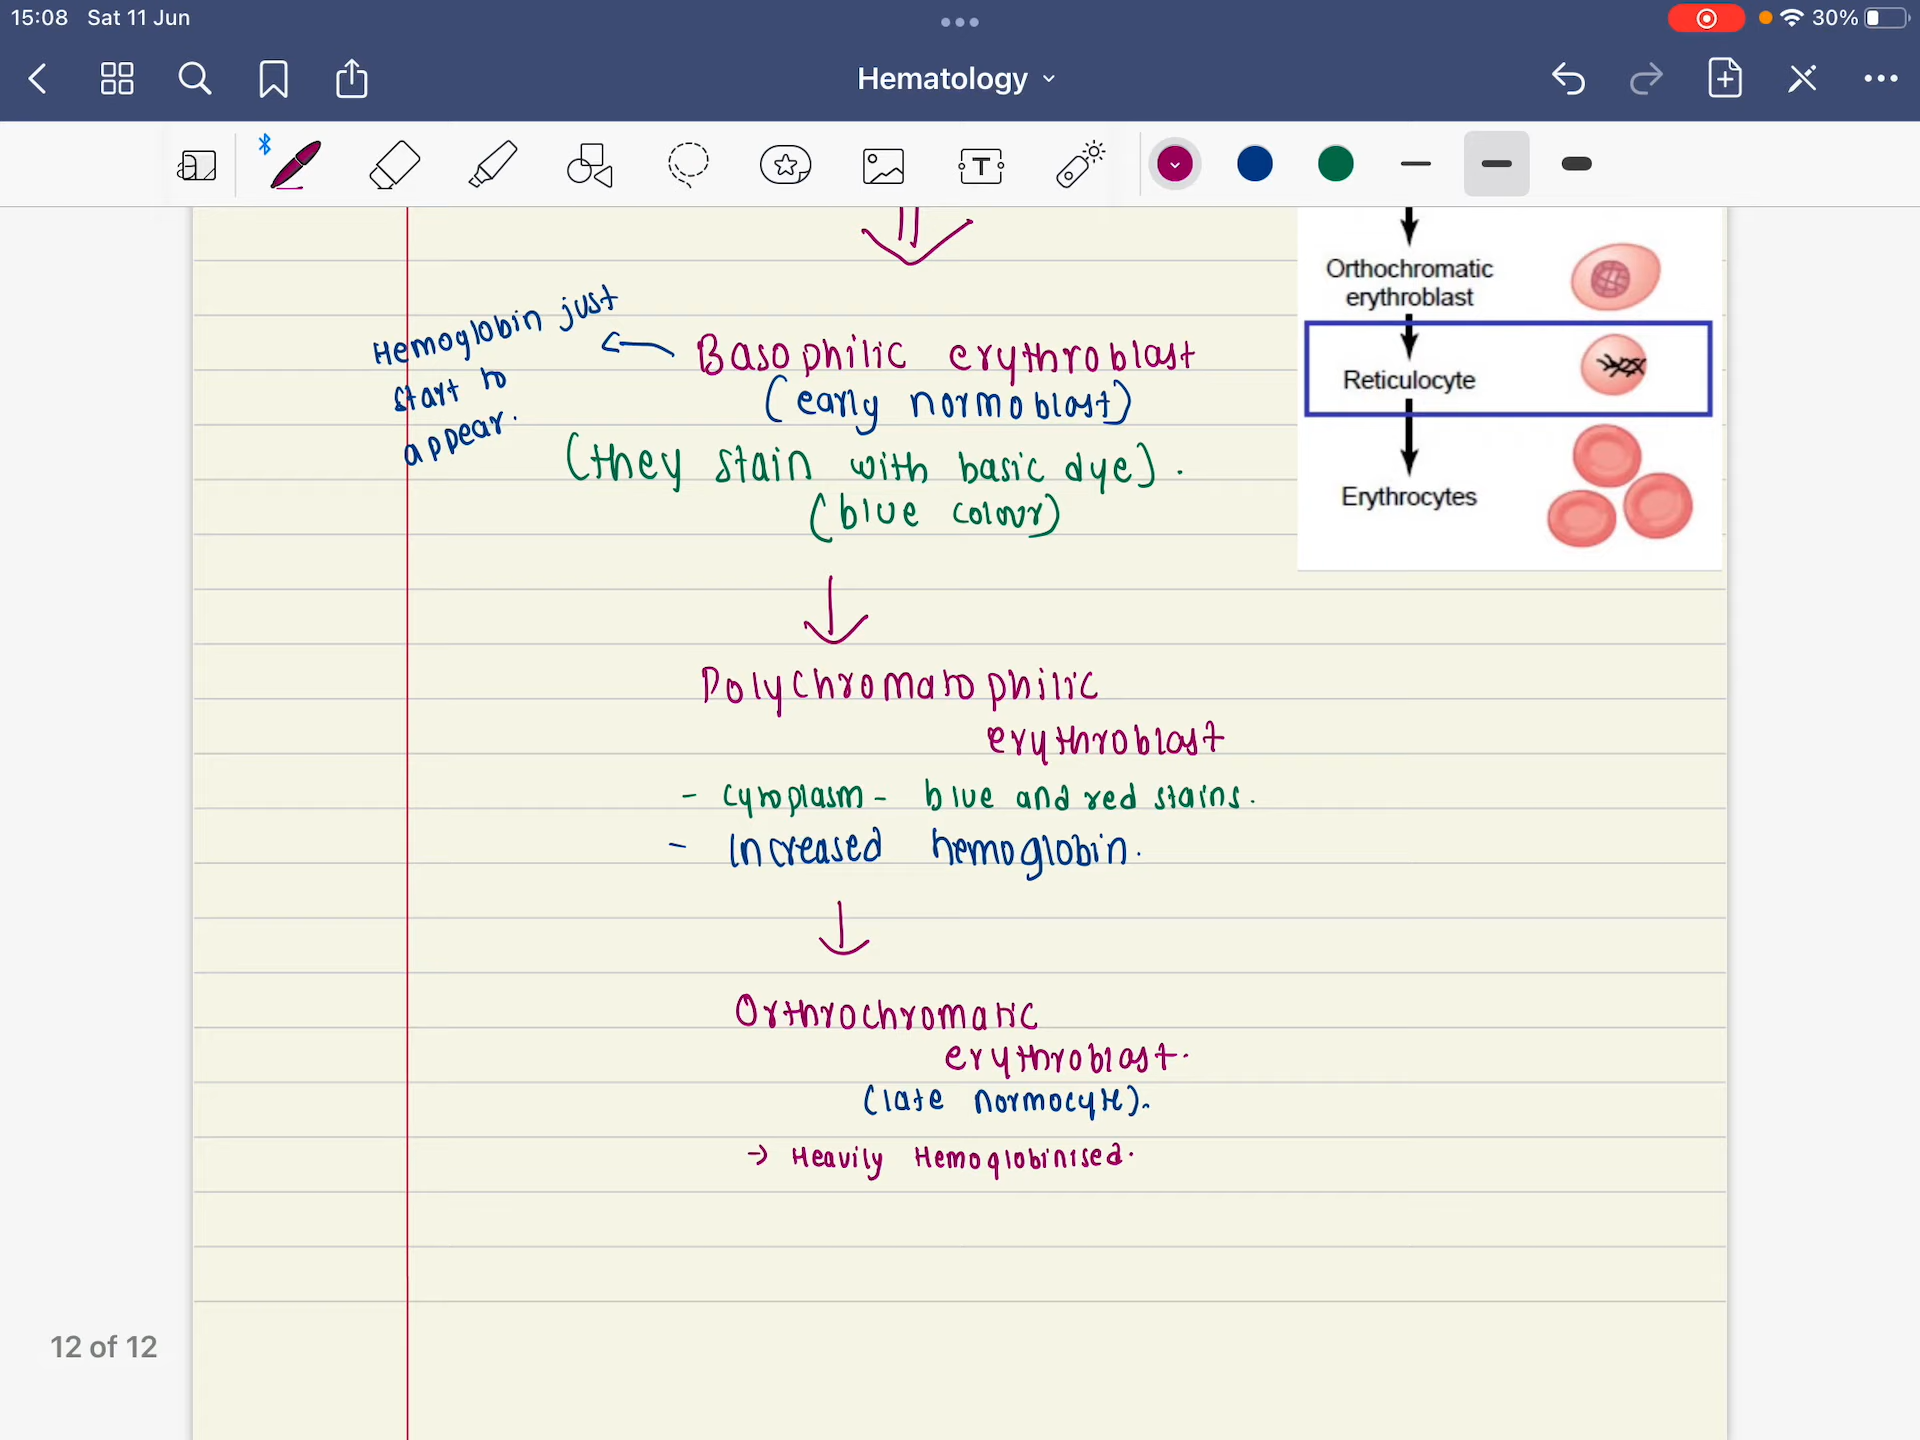 15:08 Sat 11 Jun
30%
Hematology
T
Hemoglobin just
start to
appear.
Basophilic erythroblast
(early normoblast)
(they stain with basic dye).
(blue colour)
Polychromatophilic
erythroblast
- cytoplasm - blue and red stains.
- Increased hemoglobin.
Orthrochromatic
erythroblast.
(late normocyte).
→ Heavily Hemoglobinised.
Orthochromatic
erythroblast
Reticulocyte
Erythrocytes
12 of 12